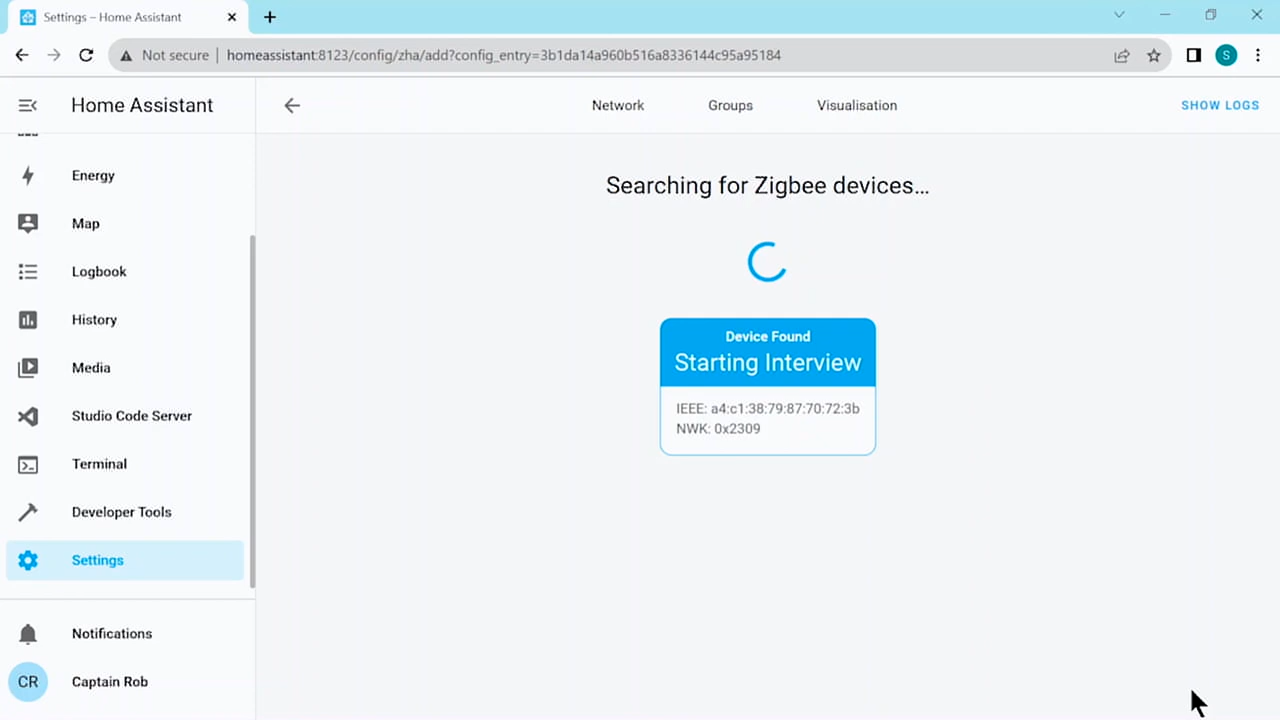 Settings – Home Assistant
Not secure | homeassistant:8123/config/zha/add?config_entry=3b1da14a960b516a8336144c95a95184
S
Home Assistant
Network
Groups
Visualisation
SHOW LOGS
Energy
Map
Logbook
History
Media
Studio Code Server
Terminal
Developer Tools
Settings
Notifications
CR
Captain Rob
Searching for Zigbee devices…
Device Found
Starting Interview
IEEE: a4:c1:38:79:87:70:72:3b
NWK: 0x2309